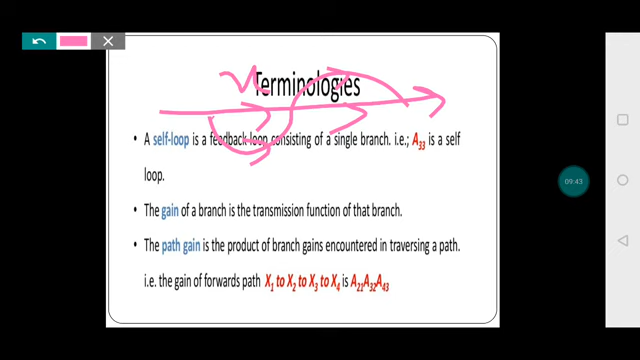 Terminologies
• A self-loop is a feedback loop consisting of a single branch. i.e.; A33 is a self
loop.
• The gain of a branch is the transmission function of that branch.
• The path gain is the product of branch gains encountered in traversing a path.
i.e. the gain of forwards path X1 to X2 to X3 to X4 is A21A32A43
09:43